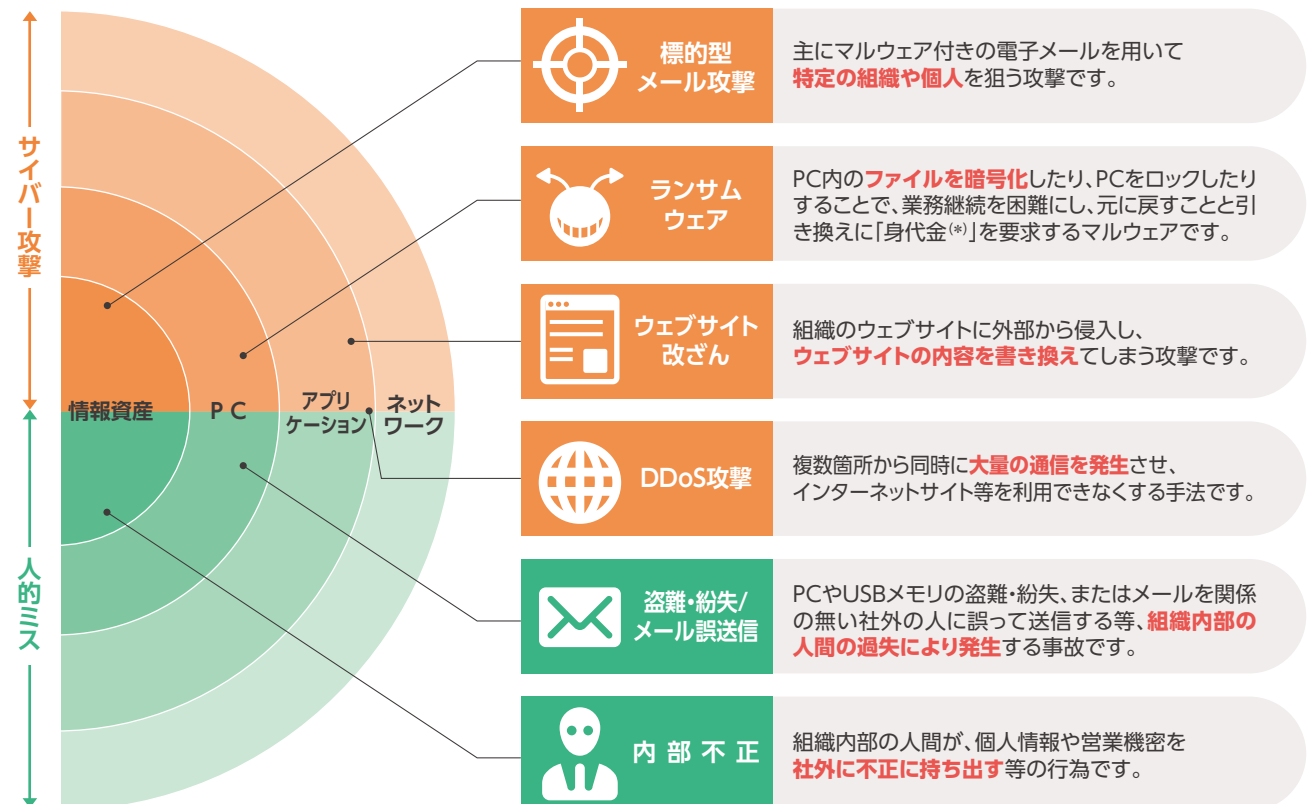 サイバー攻撃
人的ミス
情報資産
PC
アプリ
ケーション
ネット
ワーク
標的型
メール攻撃
主にマルウェア付きの電子メールを用いて
特定の組織や個人を狙う攻撃です。
ランサム
ウェア
PC内のファイルを暗号化したり、PCをロックしたり
することで、業務継続を困難にし、元に戻すことと引
き換えに「身代金(*)」を要求するマルウェアです。
ウェブサイト
改ざん
組織のウェブサイトに外部から侵入し、
ウェブサイトの内容を書き換えてしまう攻撃です。
DDoS攻撃
複数箇所から同時に大量の通信を発生させ、
インターネットサイト等を利用できなくする手法です。
盗難・紛失/
メール誤送信
PCやUSBメモリの盗難・紛失、またはメールを関係
の無い社外の人に誤って送信する等、組織内部の
人間の過失により発生する事故です。
内部不正
組織内部の人間が、個人情報や営業機密を
社外に不正に持ち出す等の行為です。